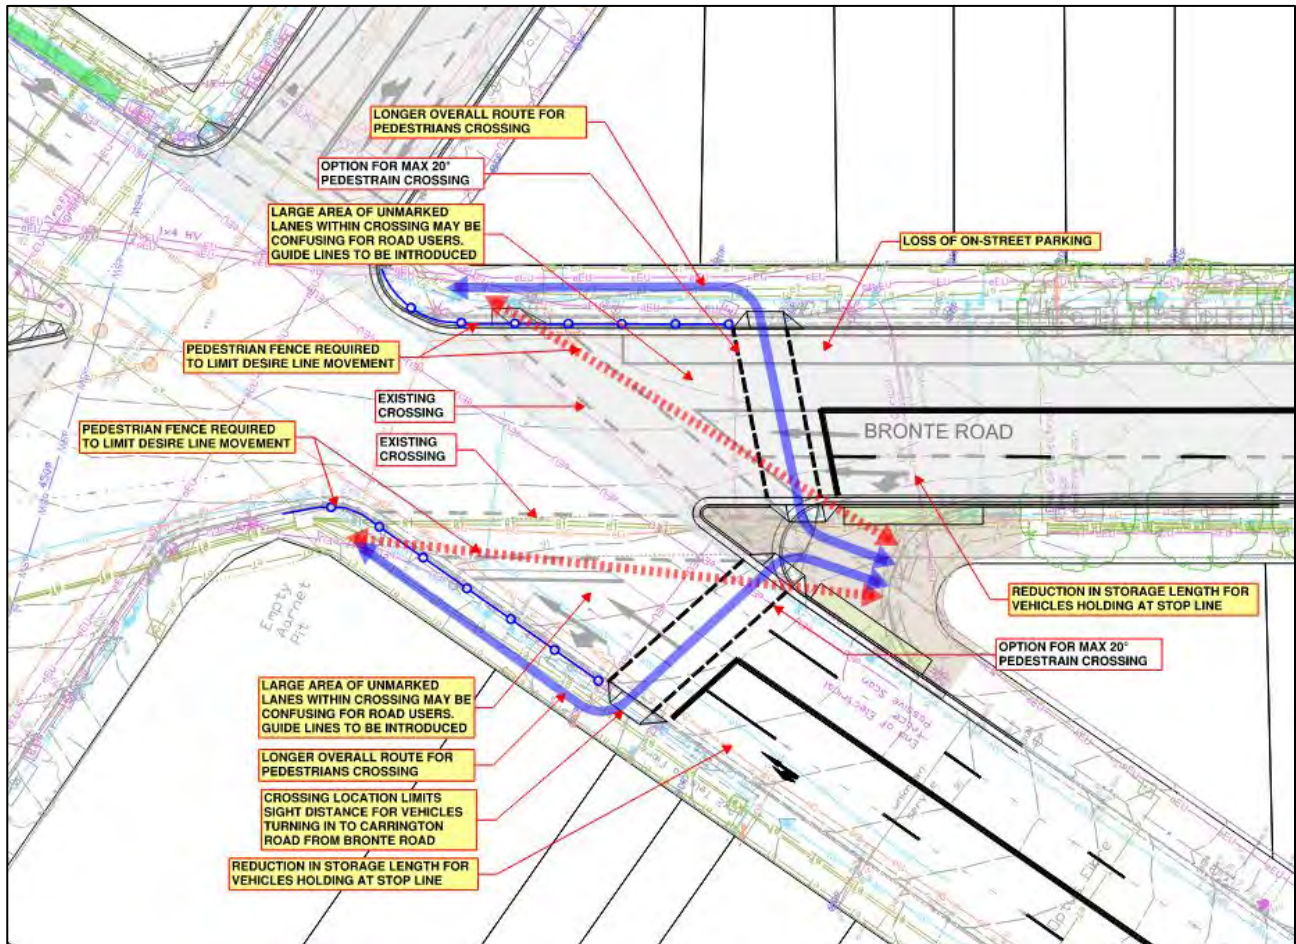 LONGER OVERALL ROUTE FOR
PEDESTRIANS CROSSING
OPTION FOR MAX 20°
PEDESTRAIN CROSSING
LARGE AREA OF UNMARKED
LANES WITHIN CROSSING MAY BE
CONFUSING FOR ROAD USERS.
GUIDE LINES TO BE INTRODUCED
LOSS OF ON-STREET PARKING
PEDESTRIAN FENCE REQUIRED
TO LIMIT DESIRE LINE MOVEMENT
EXISTING
CROSSING
PEDESTRIAN FENCE REQUIRED
TO LIMIT DESIRE LINE MOVEMENT
EXISTING
CROSSING
BRONTE ROAD
REDUCTION IN STORAGE LENGTH FOR
VEHICLES HOLDING AT STOP LINE
OPTION FOR MAX 20°
PEDESTRAIN CROSSING
Empty
Aarnet
Pit
LARGE AREA OF UNMARKED
LANES WITHIN CROSSING MAY BE
CONFUSING FOR ROAD USERS.
GUIDE LINES TO BE INTRODUCED
LONGER OVERALL ROUTE FOR
PEDESTRIANS CROSSING
CROSSING LOCATION LIMITS
SIGHT DISTANCE FOR VEHICLES
TURNING IN TO CARRINGTON
ROAD FROM BRONTE ROAD
REDUCTION IN STORAGE LENGTH FOR
VEHICLES HOLDING AT STOP LINE